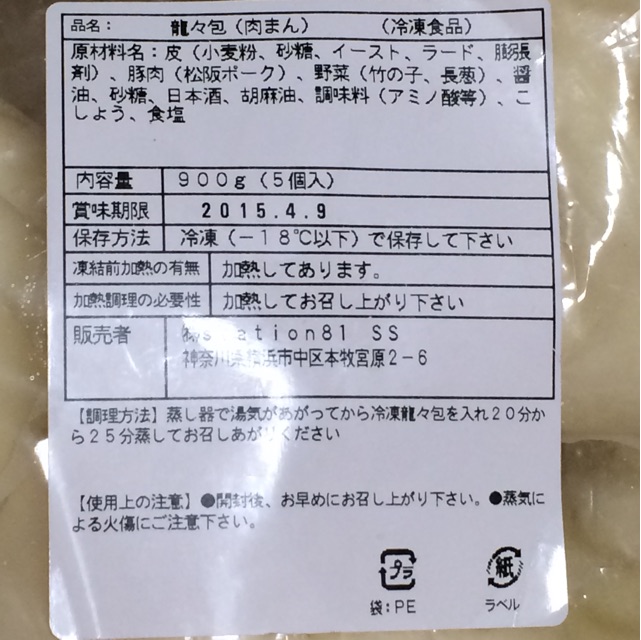 品名： 龍々包（肉まん） （冷凍食品）
原材料名：皮（小麦粉、砂糖、イースト、ラード、膨張
剤）、豚肉（松阪ポーク）、野菜（竹の子、長葱）、醤
油、砂糖、日本酒、胡麻油、調味料（アミノ酸等）、こ
しょう、食塩
内容量 ９００ｇ（５個入）
賞味期限 2015.4.9
保存方法 冷凍（－１８℃以下）で保存して下さい
凍結前加熱の有無 加熱してあります。
加熱調理の必要性 加熱してお召し上がり下さい
販売者 ㈱ｓｔａｔｉｏｎ８１ ＳＳ
神奈川県横浜市中区本牧宮原２－６
【調理方法】蒸し器で湯気があがってから冷凍龍々包を入れ２０分か
ら２５分蒸してお召しあがりください
【使用上の注意】●開封後、お早めにお召し上がり下さい。●蒸気に
よる火傷にご注意下さい。
プラ 紙
袋：ＰＥ ラベル